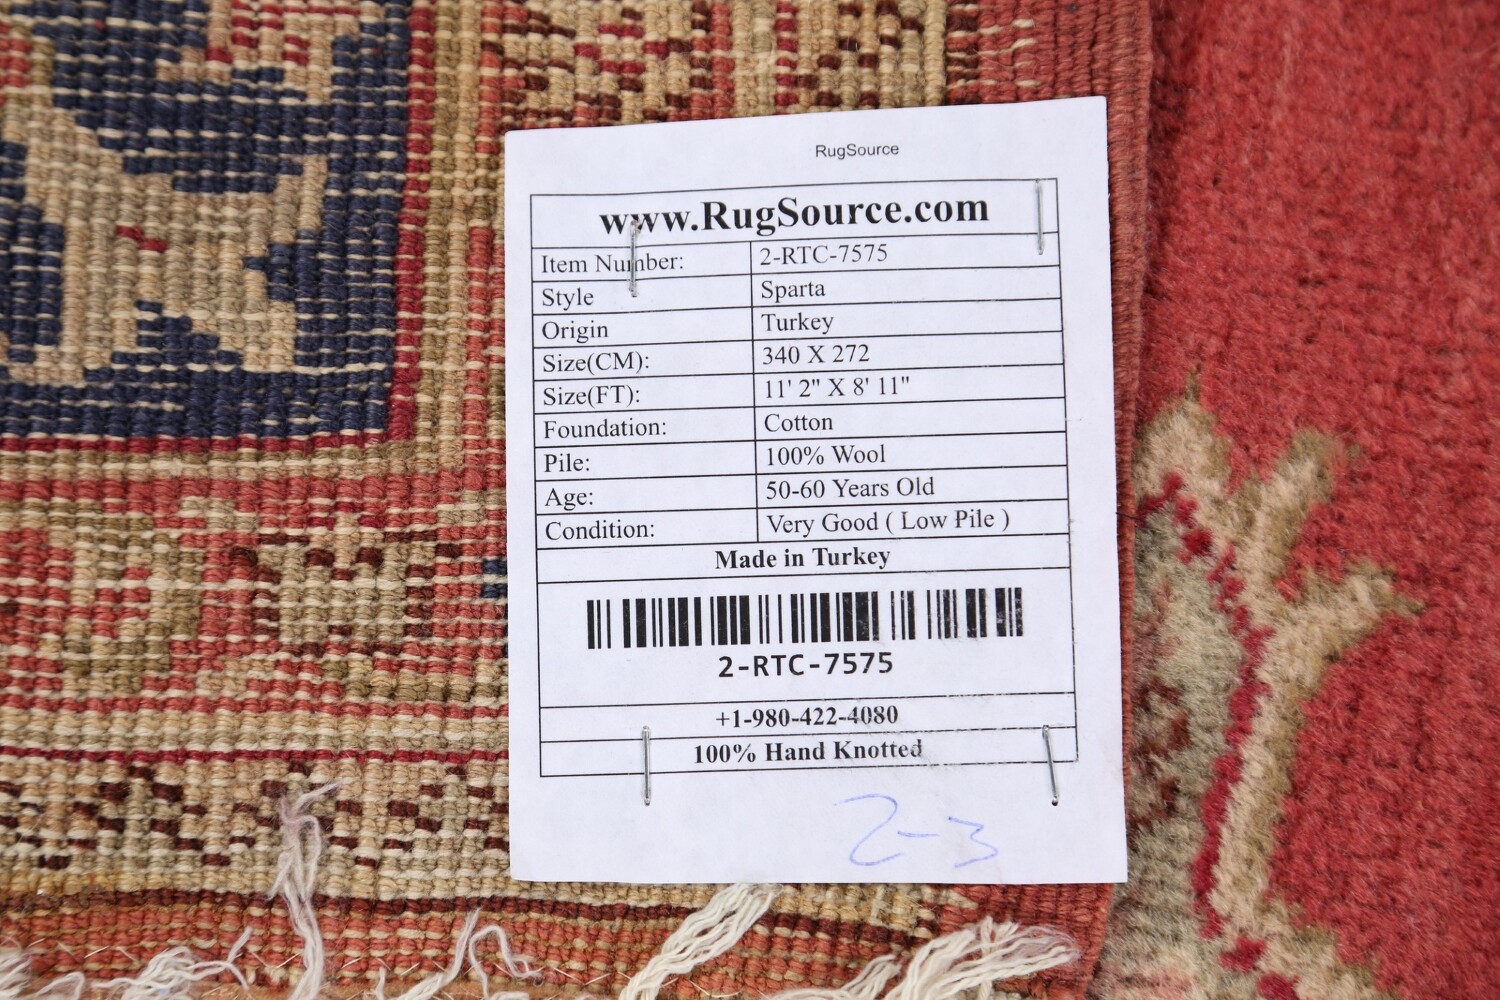 RugSource
www.RugSource.com
Item Number: 2-RTC-7575
Style Sparta
Origin Turkey
Size(CM): 340 X 272
Size(FT): 11' 2" X 8' 11"
Foundation: Cotton
Pile: 100% Wool
Age: 50-60 Years Old
Condition: Very Good ( Low Pile )
Made in Turkey
2-RTC-7575
+1-980-422-4080
100% Hand Knotted
2-3